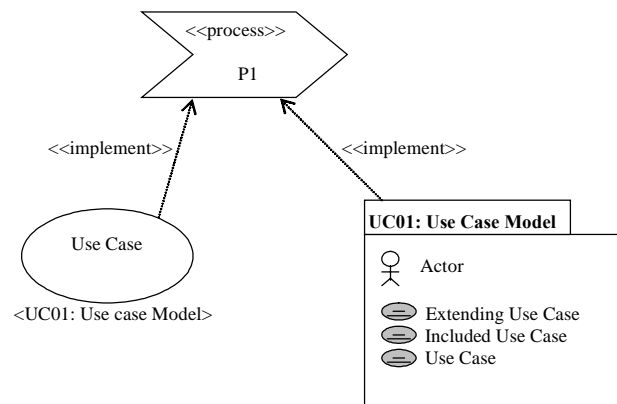 <<process>>
P1
<<implement>>
<<implement>>
Use Case
<UC01: Use case Model>
UC01: Use Case Model
Actor
Extending Use Case
Included Use Case
Use Case